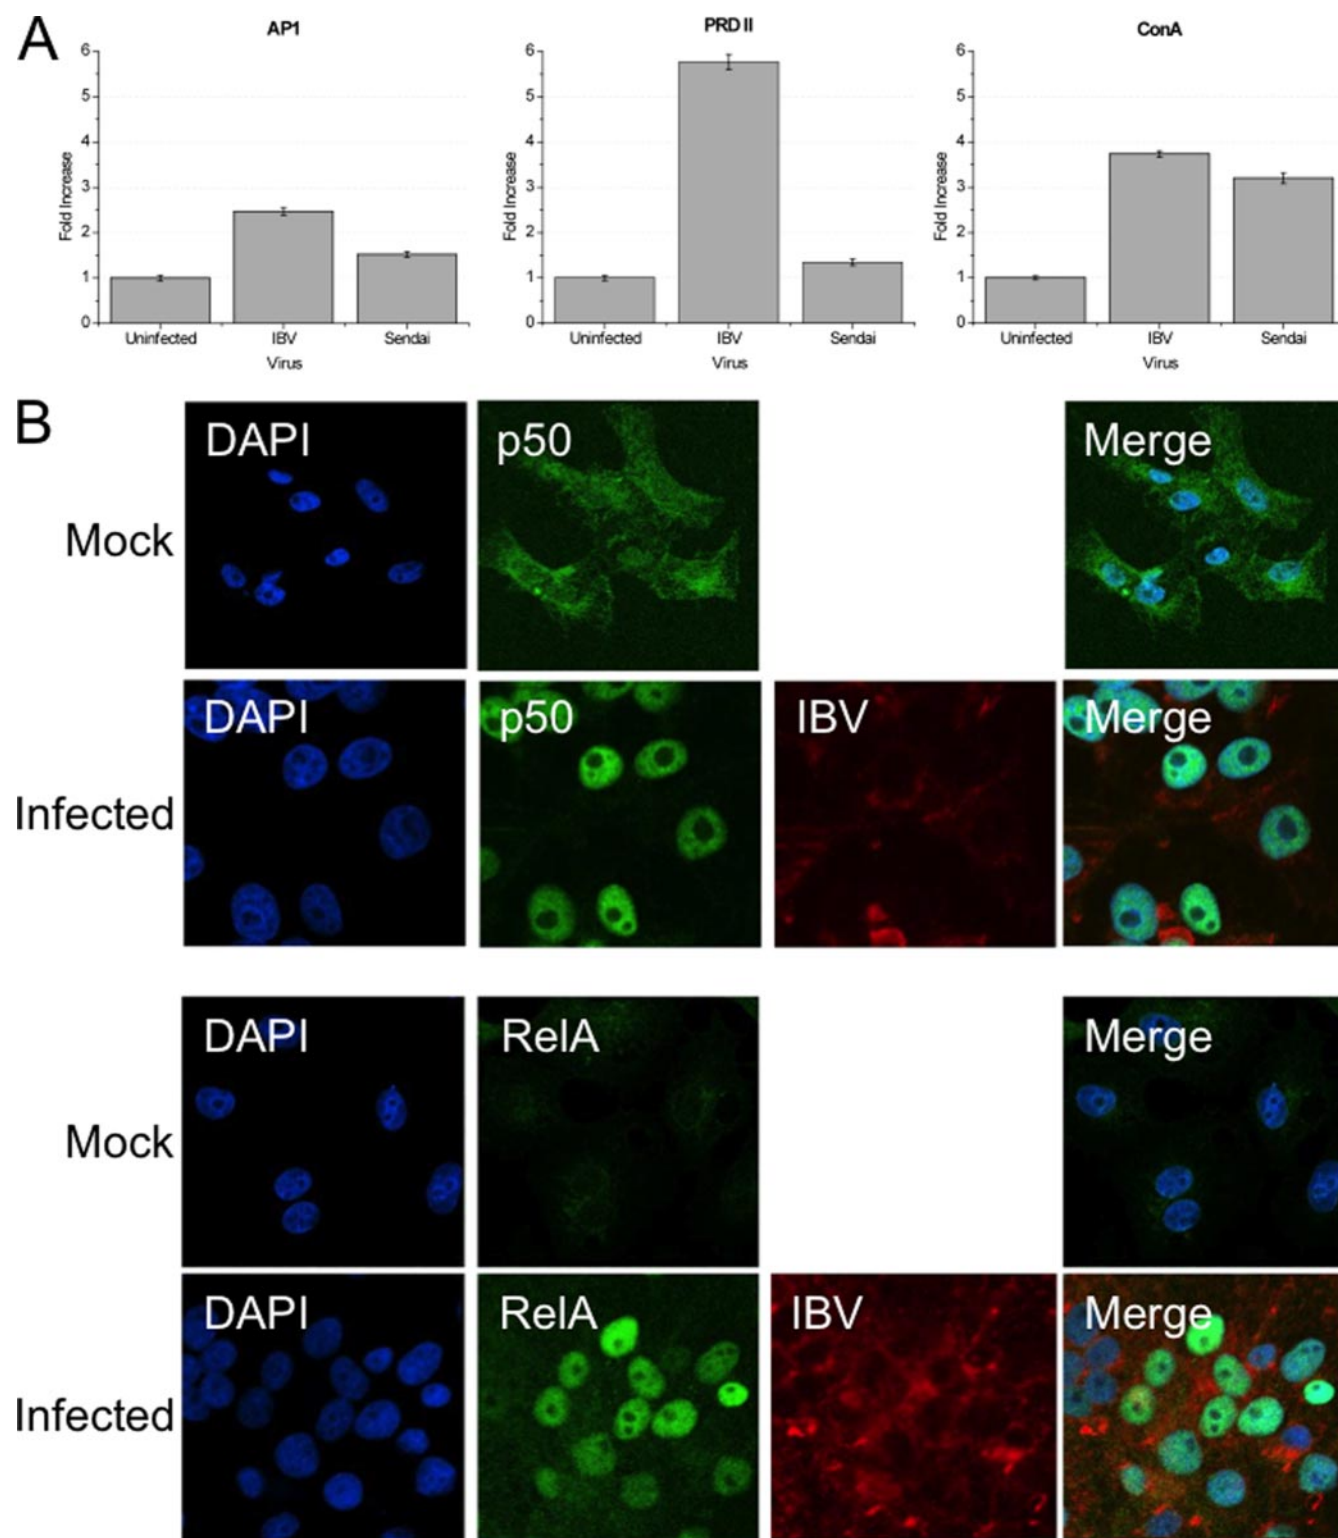 A
AP1
6
5
4
3
2
1
0
Fold Increase
Uninfected IBV Sendai
Virus
PRD II
6
5
4
3
2
1
0
Fold Increase
Uninfected IBV Sendai
Virus
ConA
6
5
4
3
2
1
0
Fold Increase
Uninfected IBV Sendai
Virus
B
Mock
DAPI p50 Merge
Infected
DAPI p50 IBV Merge
Mock
DAPI RelA Merge
Infected
DAPI RelA IBV Merge